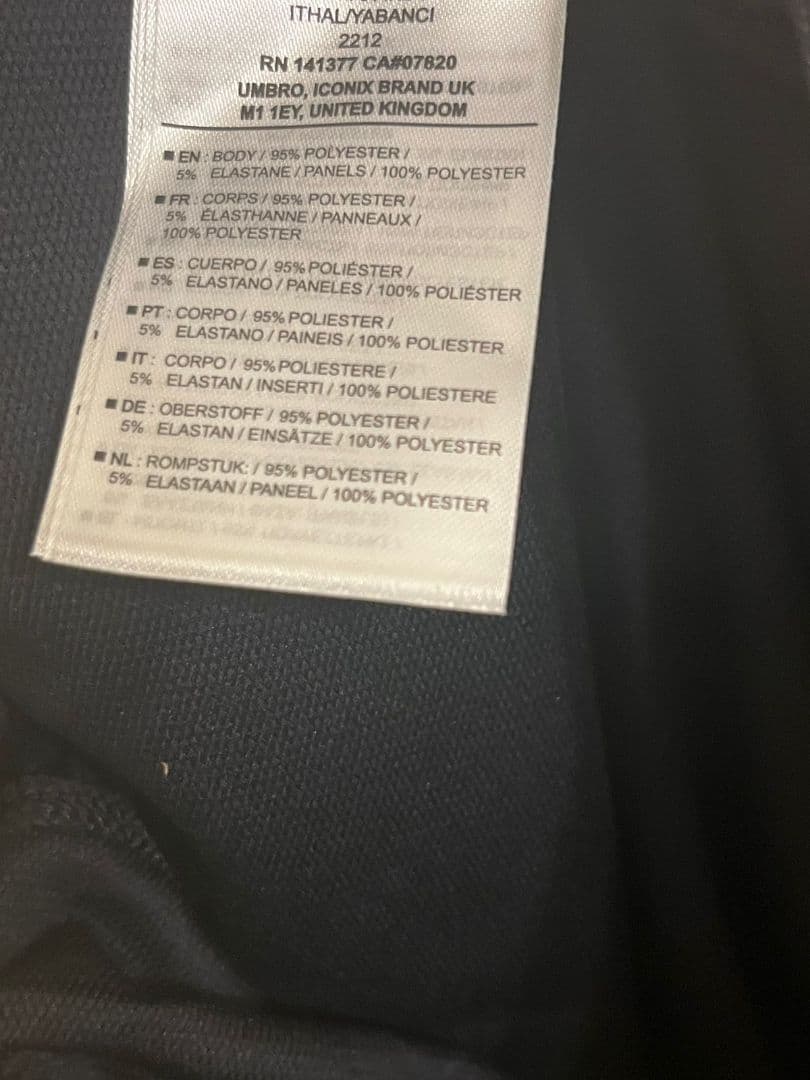 ITHAL/YABANCI
2212
RN 141377 CA#07820
UMBRO, ICONIX BRAND UK
M1 1EY, UNITED KINGDOM
■ EN : BODY / 95% POLYESTER /
5% ELASTANE / PANELS / 100% POLYESTER
■ FR : CORPS / 95% POLYESTER /
5% ÉLASTHANNE / PANNEAUX /
100% POLYESTER
■ ES : CUERPO / 95% POLIÉSTER /
5% ELASTANO / PANELES / 100% POLIÉSTER
■ PT : CORPO / 95% POLIESTER /
5% ELASTANO / PAINEIS / 100% POLIESTER
■ IT : CORPO / 95% POLIESTERE /
5% ELASTAN / INSERTI / 100% POLIESTERE
■ DE : OBERSTOFF / 95% POLYESTER /
5% ELASTAN / EINSÄTZE / 100% POLYESTER
■ NL : ROMPSTUK: / 95% POLYESTER /
5% ELASTAAN / PANEEL / 100% POLYESTER